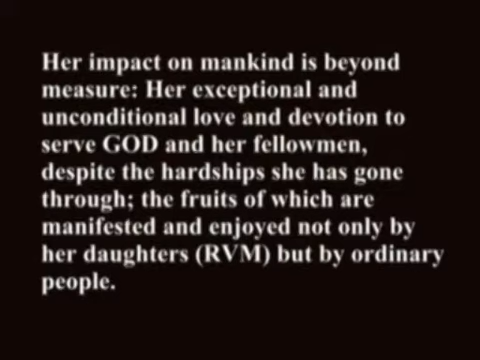 Her impact on mankind is beyond
measure: Her exceptional and
unconditional love and devotion to
serve GOD and her fellowmen,
despite the hardships she has gone
through; the fruits of which are
manifested and enjoyed not only by
her daughters (RVM) but by ordinary
people.